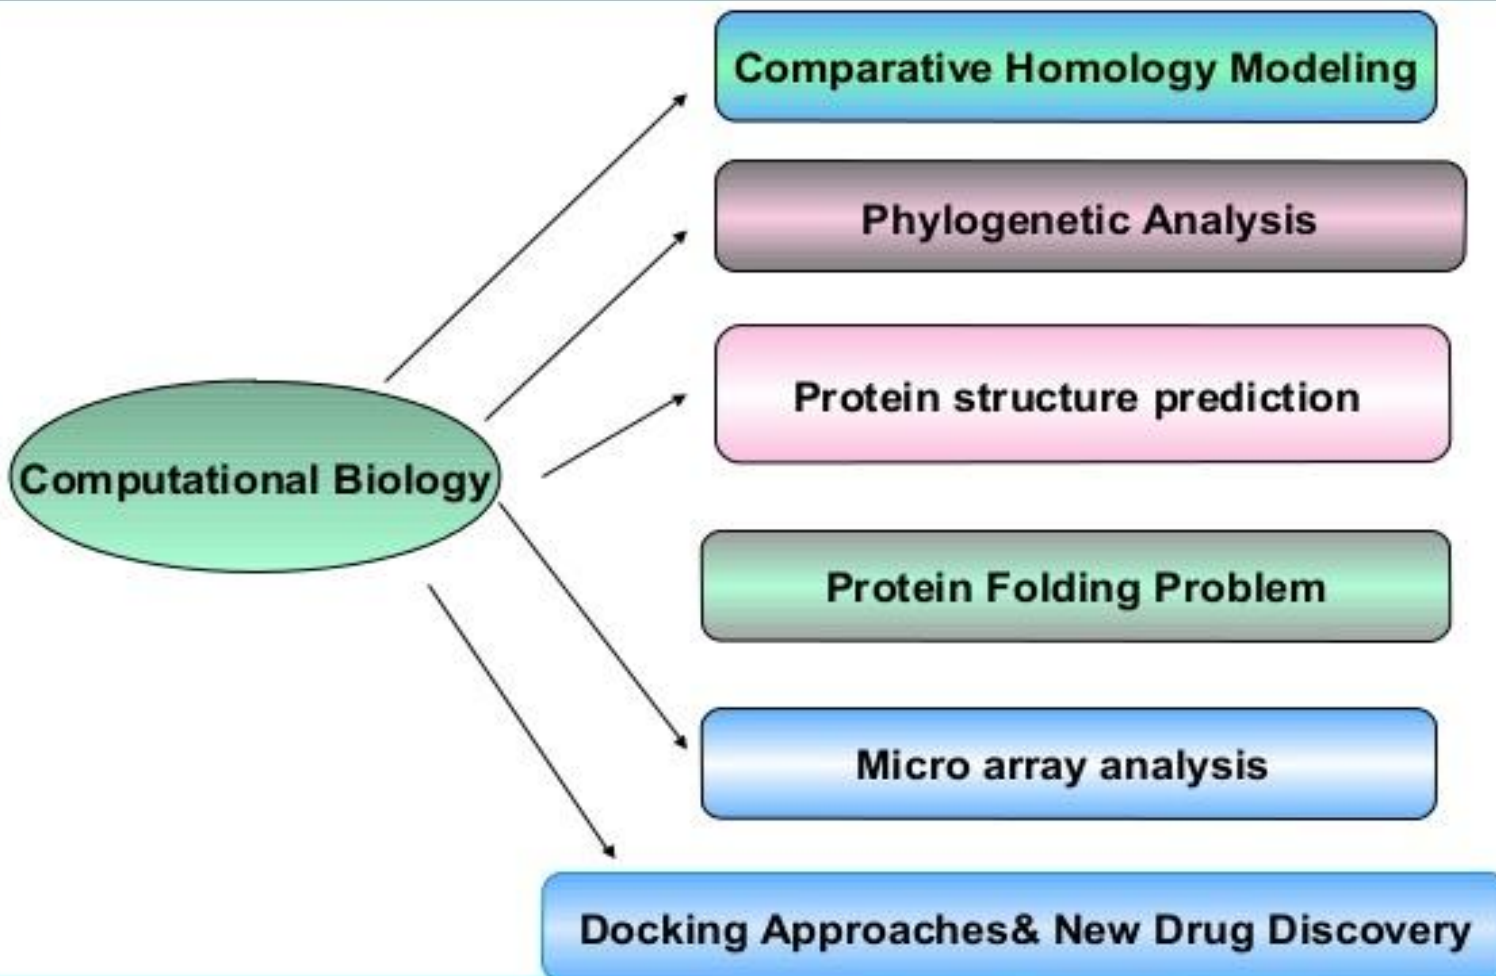 Comparative Homology Modeling
Phylogenetic Analysis
Protein structure prediction
Computational Biology
Protein Folding Problem
Micro array analysis
Docking Approaches& New Drug Discovery